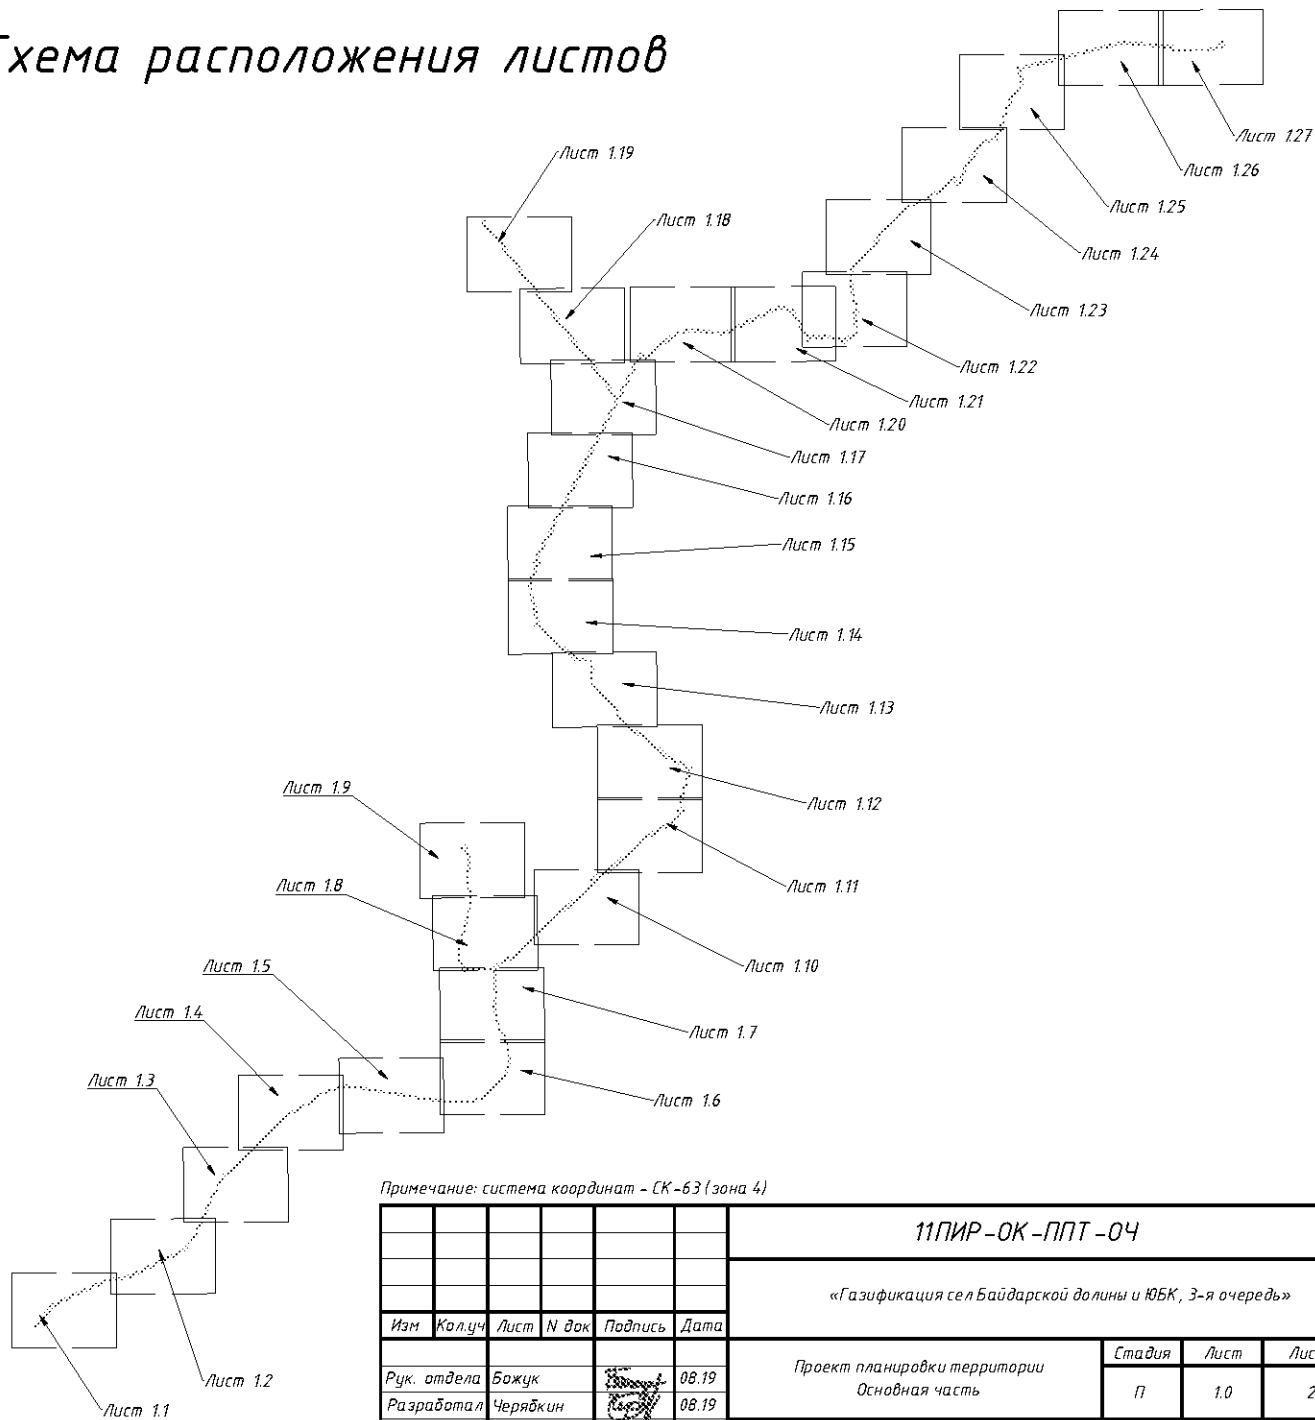 хема расположения листов
Лист 1.27
Лист 1.26
Лист 1.25
Лист 1.24
Лист 1.19
Лист 1.18
Лист 1.23
Лист 1.22
Лист 1.21
Лист 1.20
Лист 1.17
Лист 1.16
Лист 1.15
Лист 1.14
Лист 1.13
Лист 1.12
Лист 1.9
Лист 1.8
Лист 1.11
Лист 1.10
Лист 1.5
Лист 1.4
Лист 1.7
Лист 1.3
Лист 1.6
Лист 1.2
Лист 1.1
Примечание: система координат - СК-63 (зона 4)
11ПИР-ОК-ППТ-ОЧ
«Газификация сел Байдарской долины и ЮБК, 3-я очередь»
Изм Кол.уч Лист N док Подпись Дата
Рук. отдела Божук 08.19
Разработал Черябкин 08.19
Проект планировки территории
Основная часть
Стадия Лист Лис
П 1.0 2